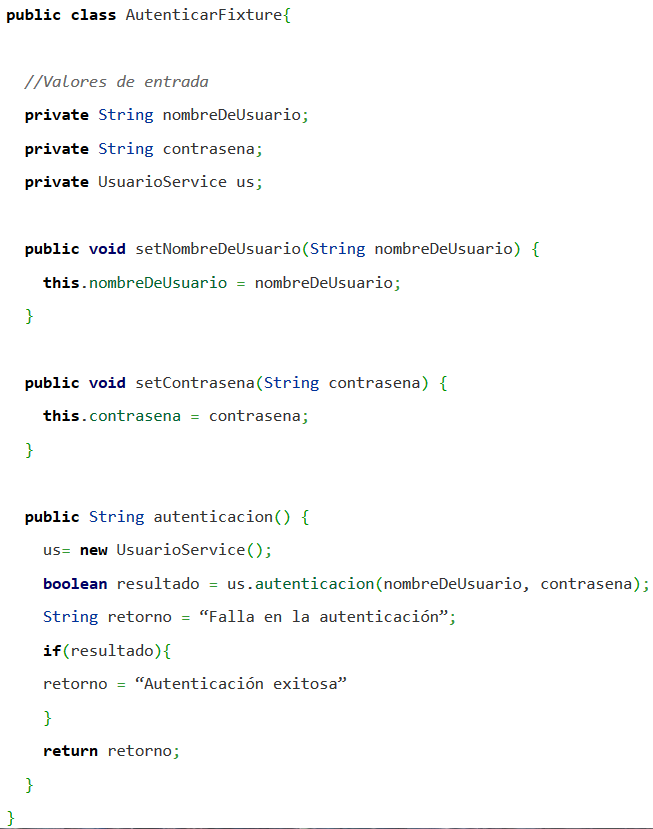 public class AutenticarFixture{
//Valores de entrada
private String nombreDeUsuario;
private String contrasena;
private UsuarioService us;
public void setNombreDeUsuario(String nombreDeUsuario) {
this.nombreDeUsuario = nombreDeUsuario;
}
public void setContrasena(String contrasena) {
this.contrasena = contrasena;
}
public String autenticacion() {
us= new UsuarioService();
boolean resultado = us.autenticacion(nombreDeUsuario, contrasena);
String retorno = “Falla en la autenticación”;
if(resultado){
retorno = “Autenticación exitosa”
}
return retorno;
}
}